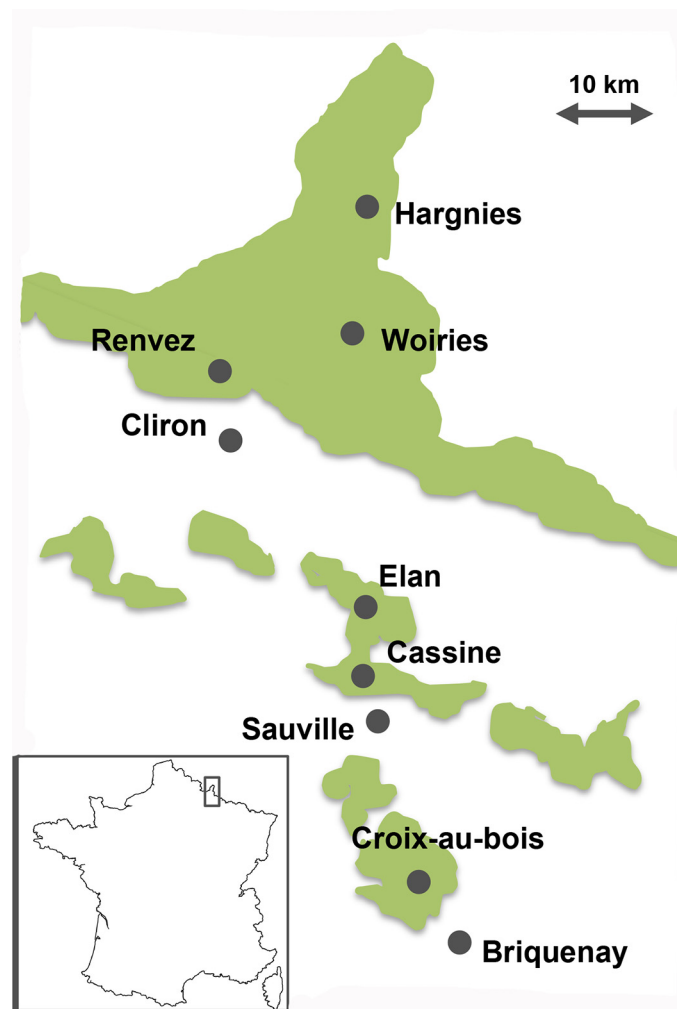 10 km
Hargnies
Renvez
Woiries
Cliron
Elan
Cassine
Sauville
Croix-au-bois
Briquenay